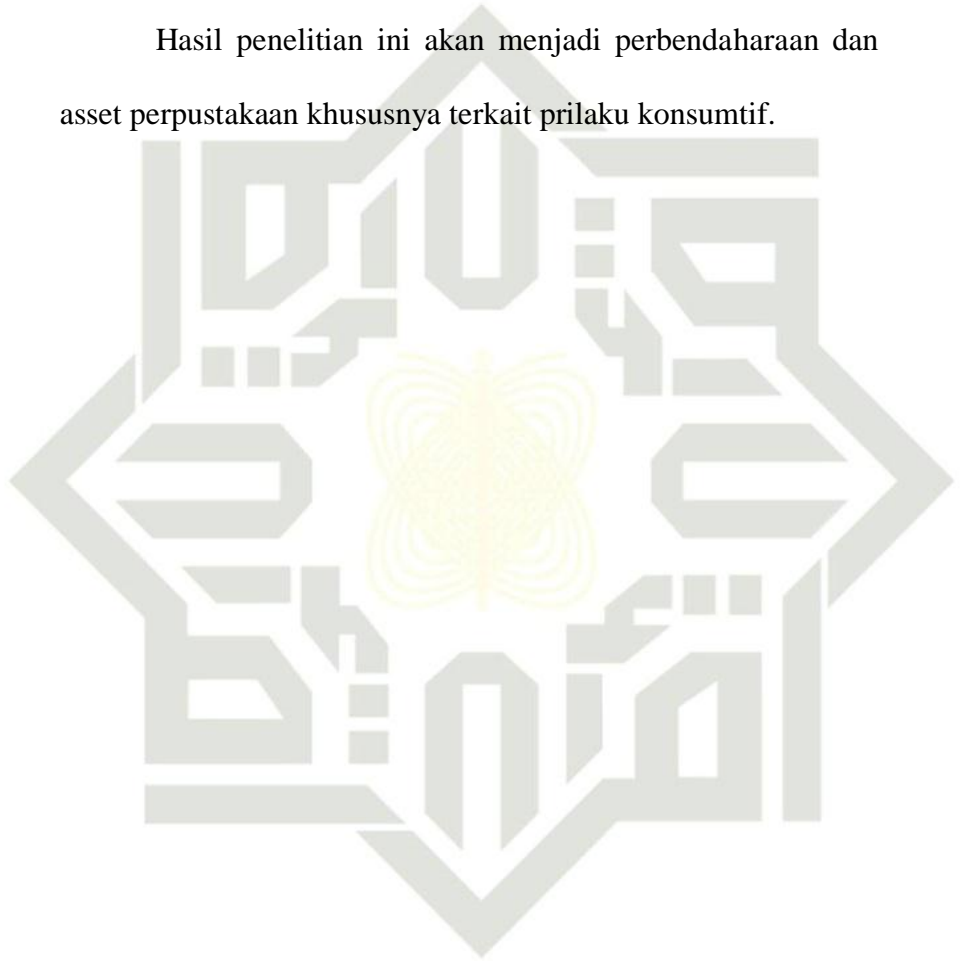 Hasil penelitian ini akan menjadi perbendaharaan dan
asset perpustakaan khususnya terkait prilaku konsumtif.